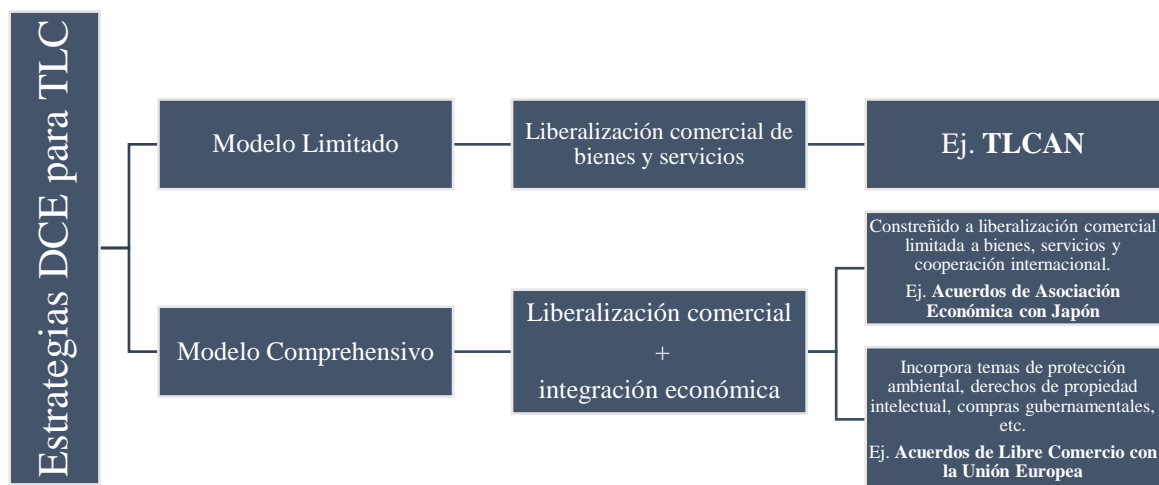 Estrategias DCE para TLC
Modelo Limitado
Liberalización comercial de
bienes y servicios
Ej. TLCAN
Modelo Comprehensivo
Liberalización comercial
+
integración económica
Constreñido a liberalización comercial
limitada a bienes, servicios y
cooperación internacional.
Ej. Acuerdos de Asociación
Económica con Japón
Incorpora temas de protección
ambiental, derechos de propiedad
intelectual, compras gubernamentales,
etc.
Ej. Acuerdos de Libre Comercio con
la Unión Europea